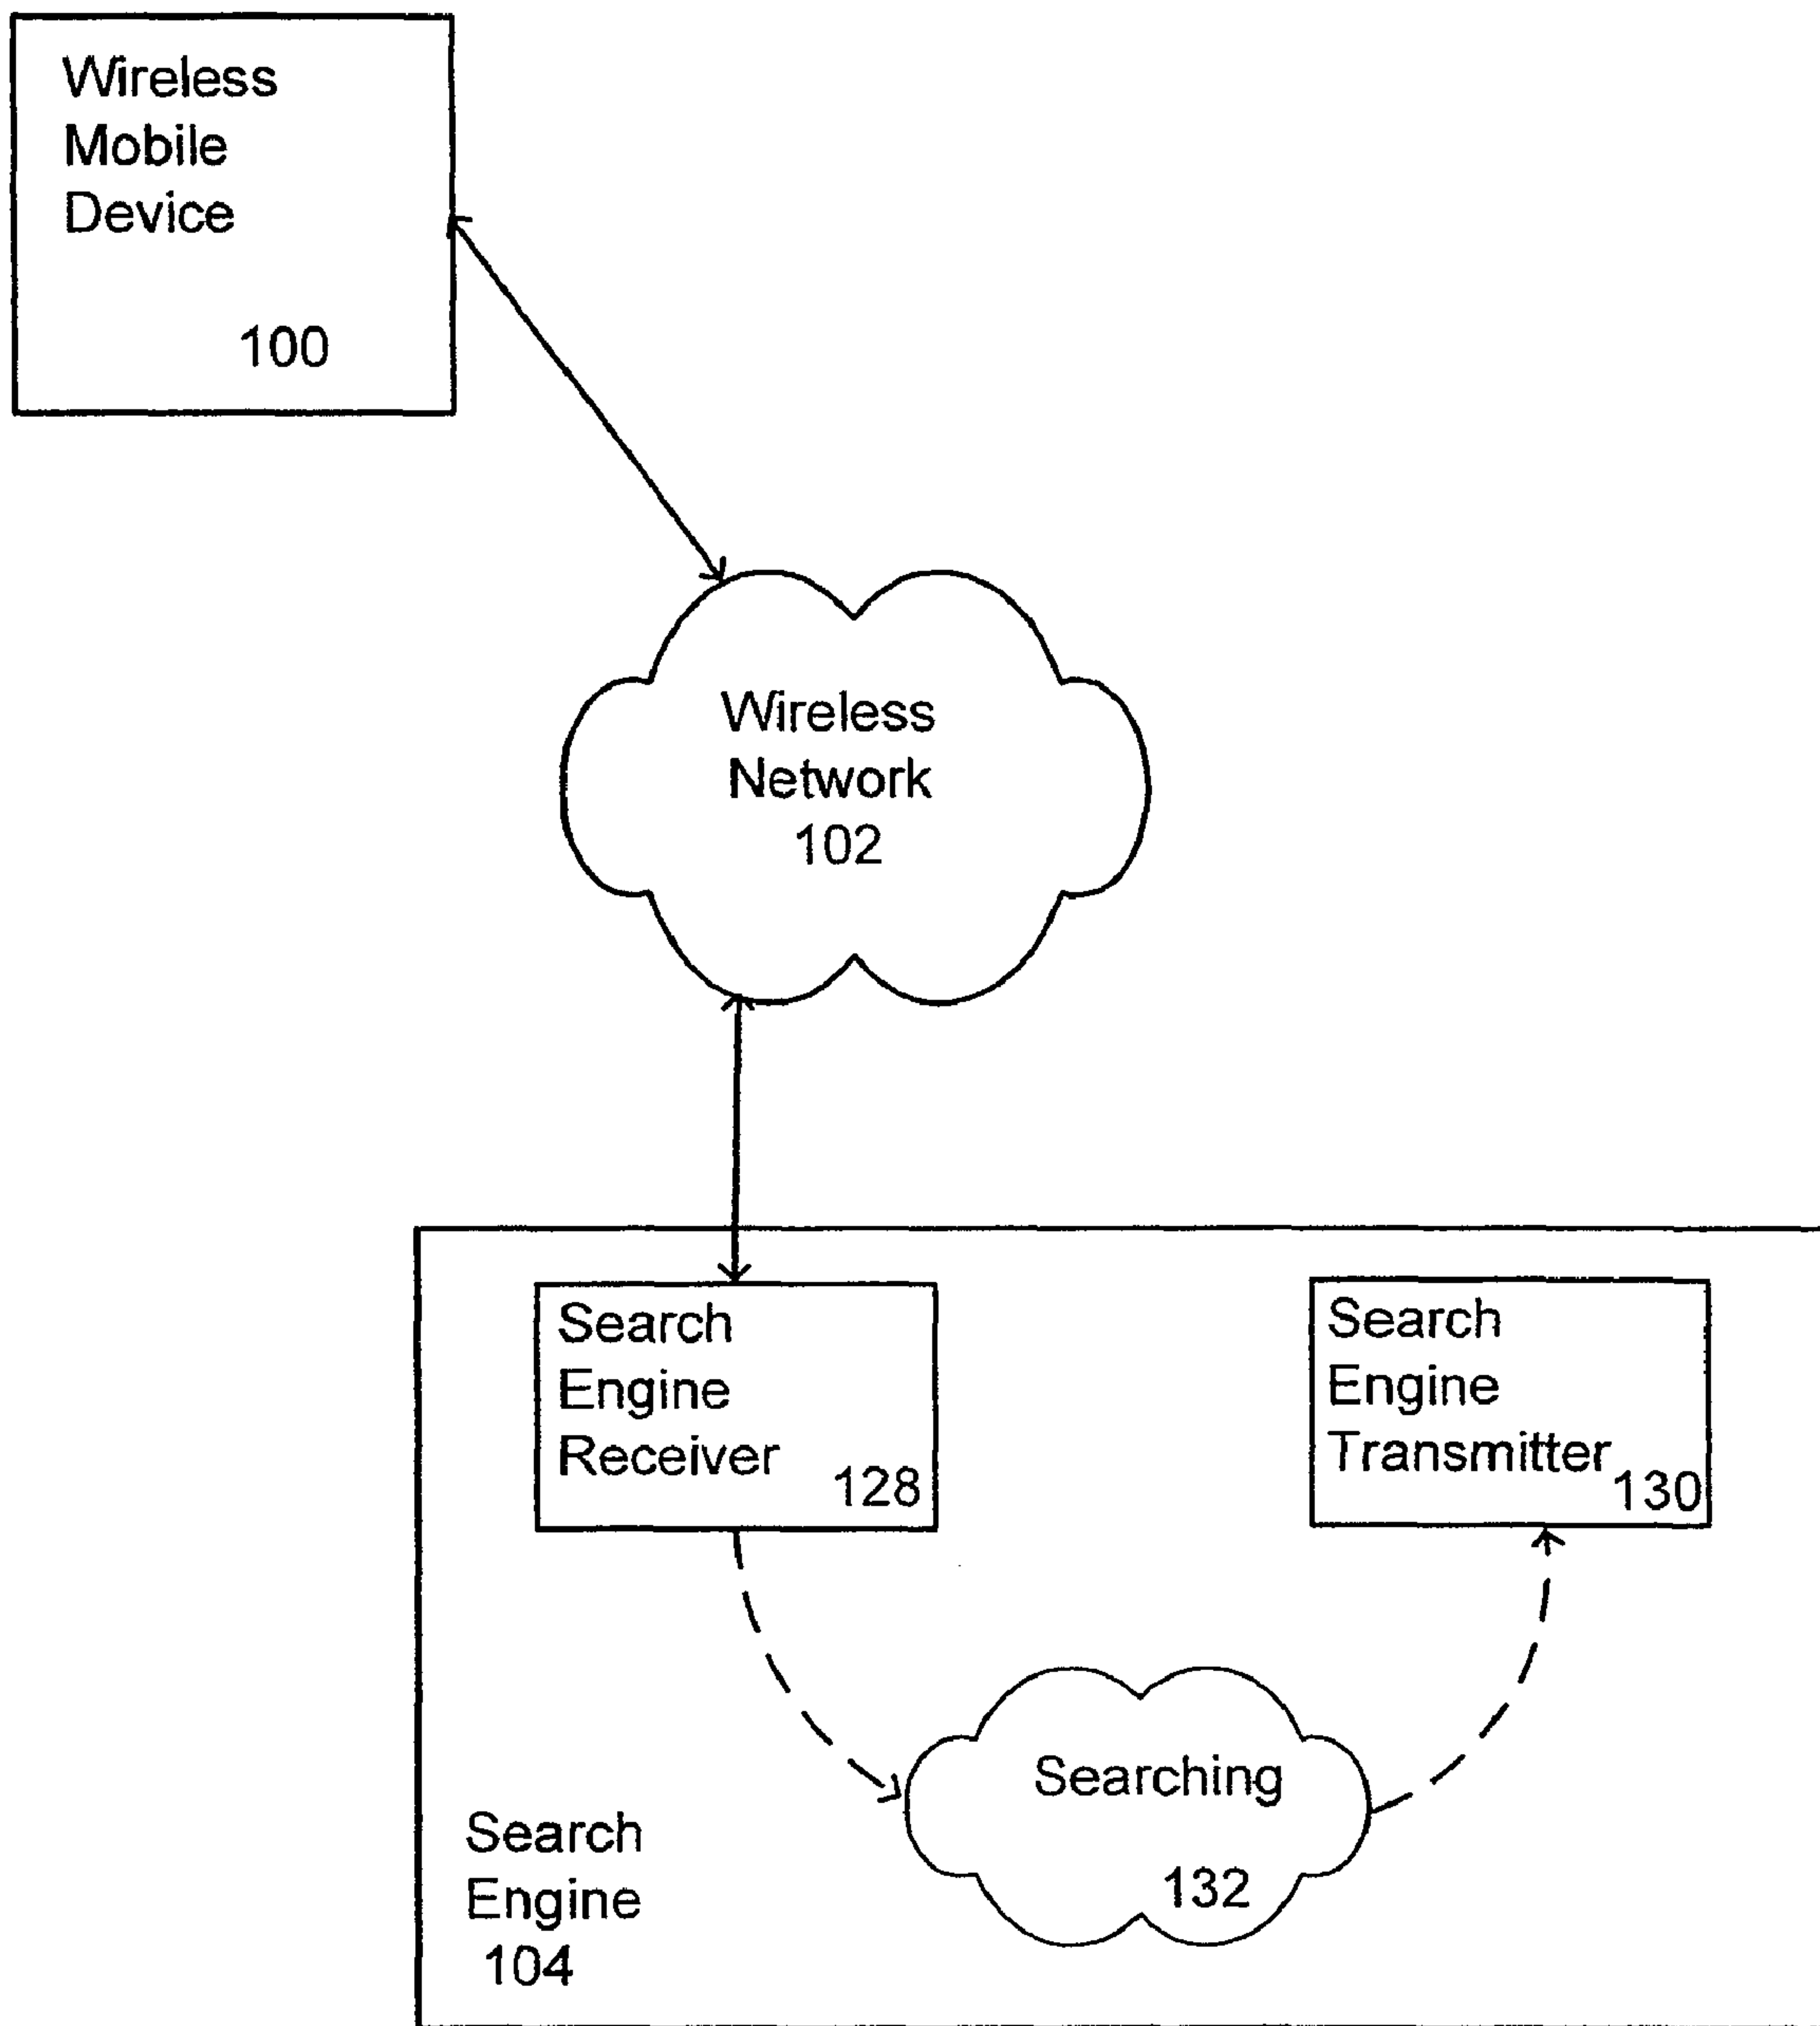 Wireless
Mobile
Device
100
Wireless
Network
102
Search
Engine
Receiver
128
Search
Engine
Transmitter
130
Searching
132
Search
Engine
104